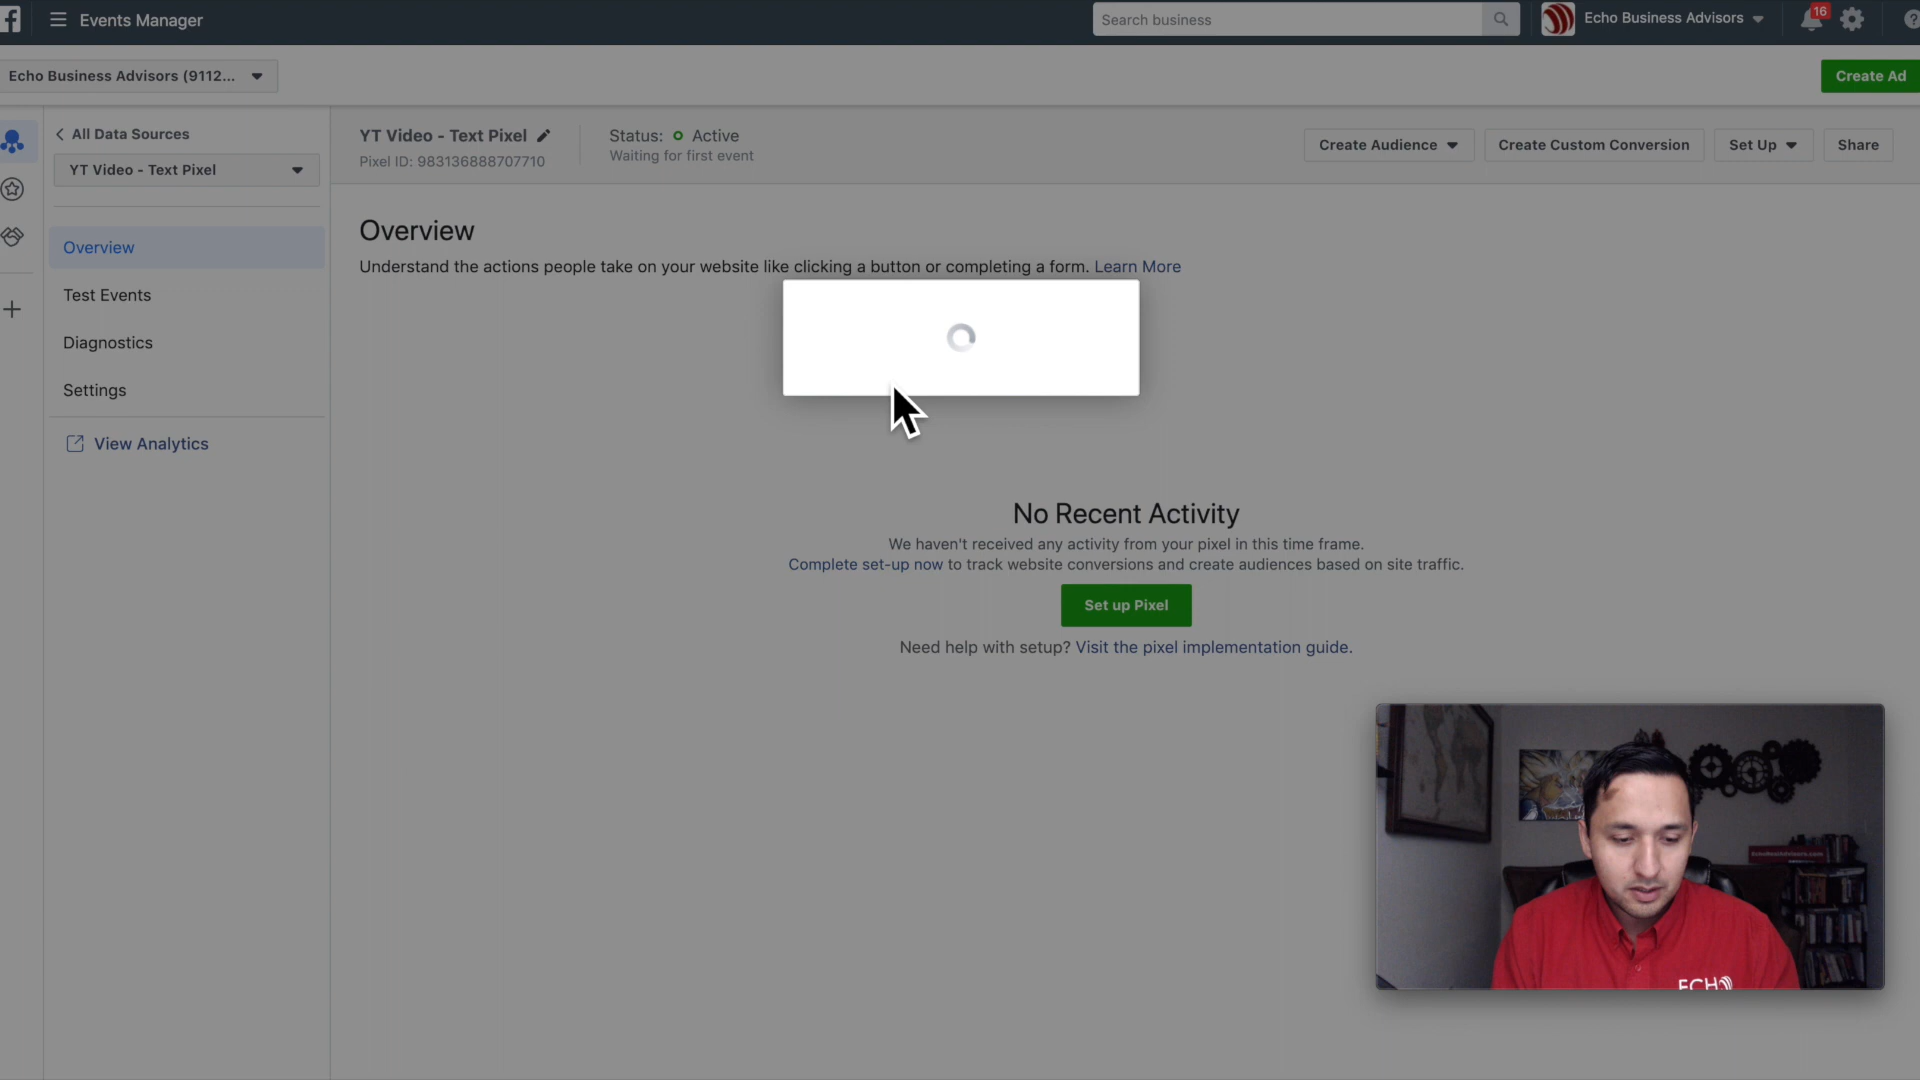 Events Manager
Search business
Echo Business Advisors
16
Echo Business Advisors (9112...
Create Ad
All Data Sources
YT Video - Text Pixel
Overview
Test Events
Diagnostics
Settings
View Analytics
YT Video - Text Pixel
Pixel ID: 983136888707710
Status: Active
Waiting for first event
Create Audience
Create Custom Conversion
Set Up
Share
Overview
Understand the actions people take on your website like clicking a button or completing a form. Learn More
No Recent Activity
We haven't received any activity from your pixel in this time frame.
Complete set-up now to track website conversions and create audiences based on site traffic.
Set up Pixel
Need help with setup? Visit the pixel implementation guide.
ECHO